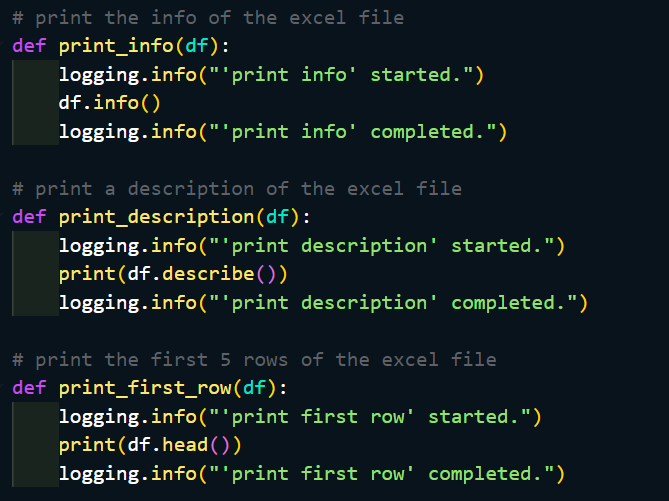 # print the info of the excel file
def print_info(df):
    logging.info("'print info' started.")
    df.info()
    logging.info("'print info' completed.")

# print a description of the excel file
def print_description(df):
    logging.info("'print description' started.")
    print(df.describe())
    logging.info("'print description' completed.")

# print the first 5 rows of the excel file
def print_first_row(df):
    logging.info("'print first row' started.")
    print(df.head())
    logging.info("'print first row' completed.")